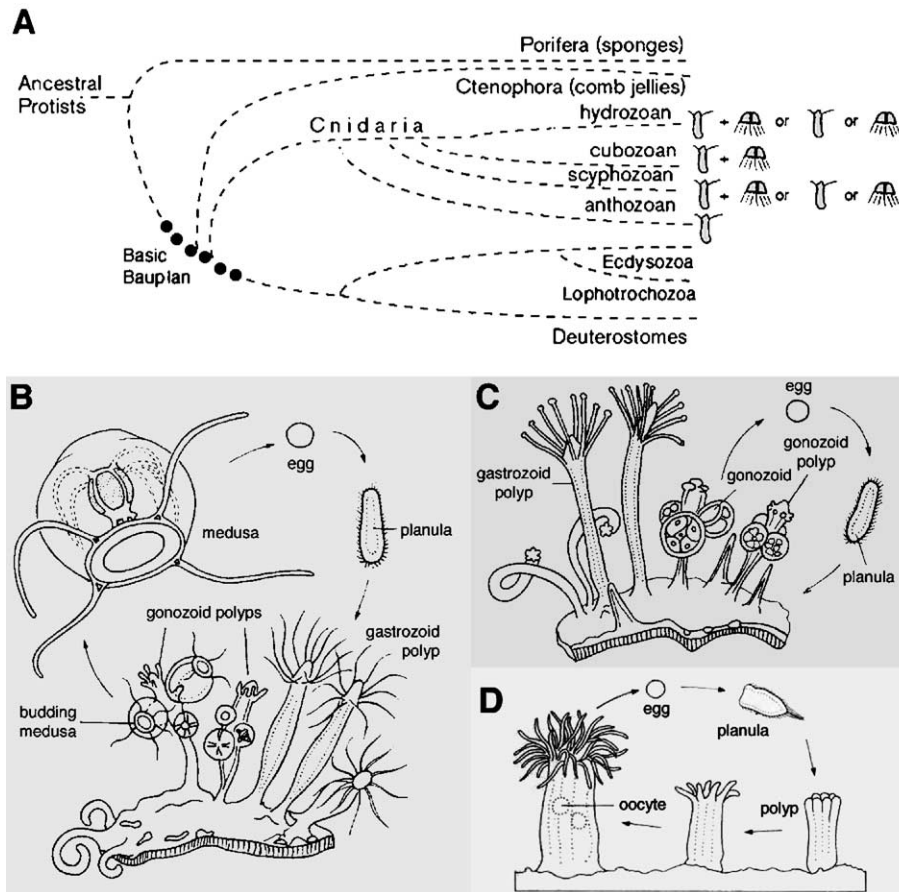 A
Porifera (sponges)
Ancestral
Protists
Ctenophora (comb jellies)
Cnidaria
hydrozoan
+ or or
cubozoan
+
scyphozoan
+ or or
anthozoan
Basic
Bauplan
Ecdysozoa
Lophotrochozoa
Deuterostomes
B
egg
medusa
planula
gonozoid polyps
gastrozoid
polyp
budding
medusa
C
egg
gonozoid
polyp
gastrozoid
polyp
gonozoid
planula
D
egg
planula
oocyte
polyp